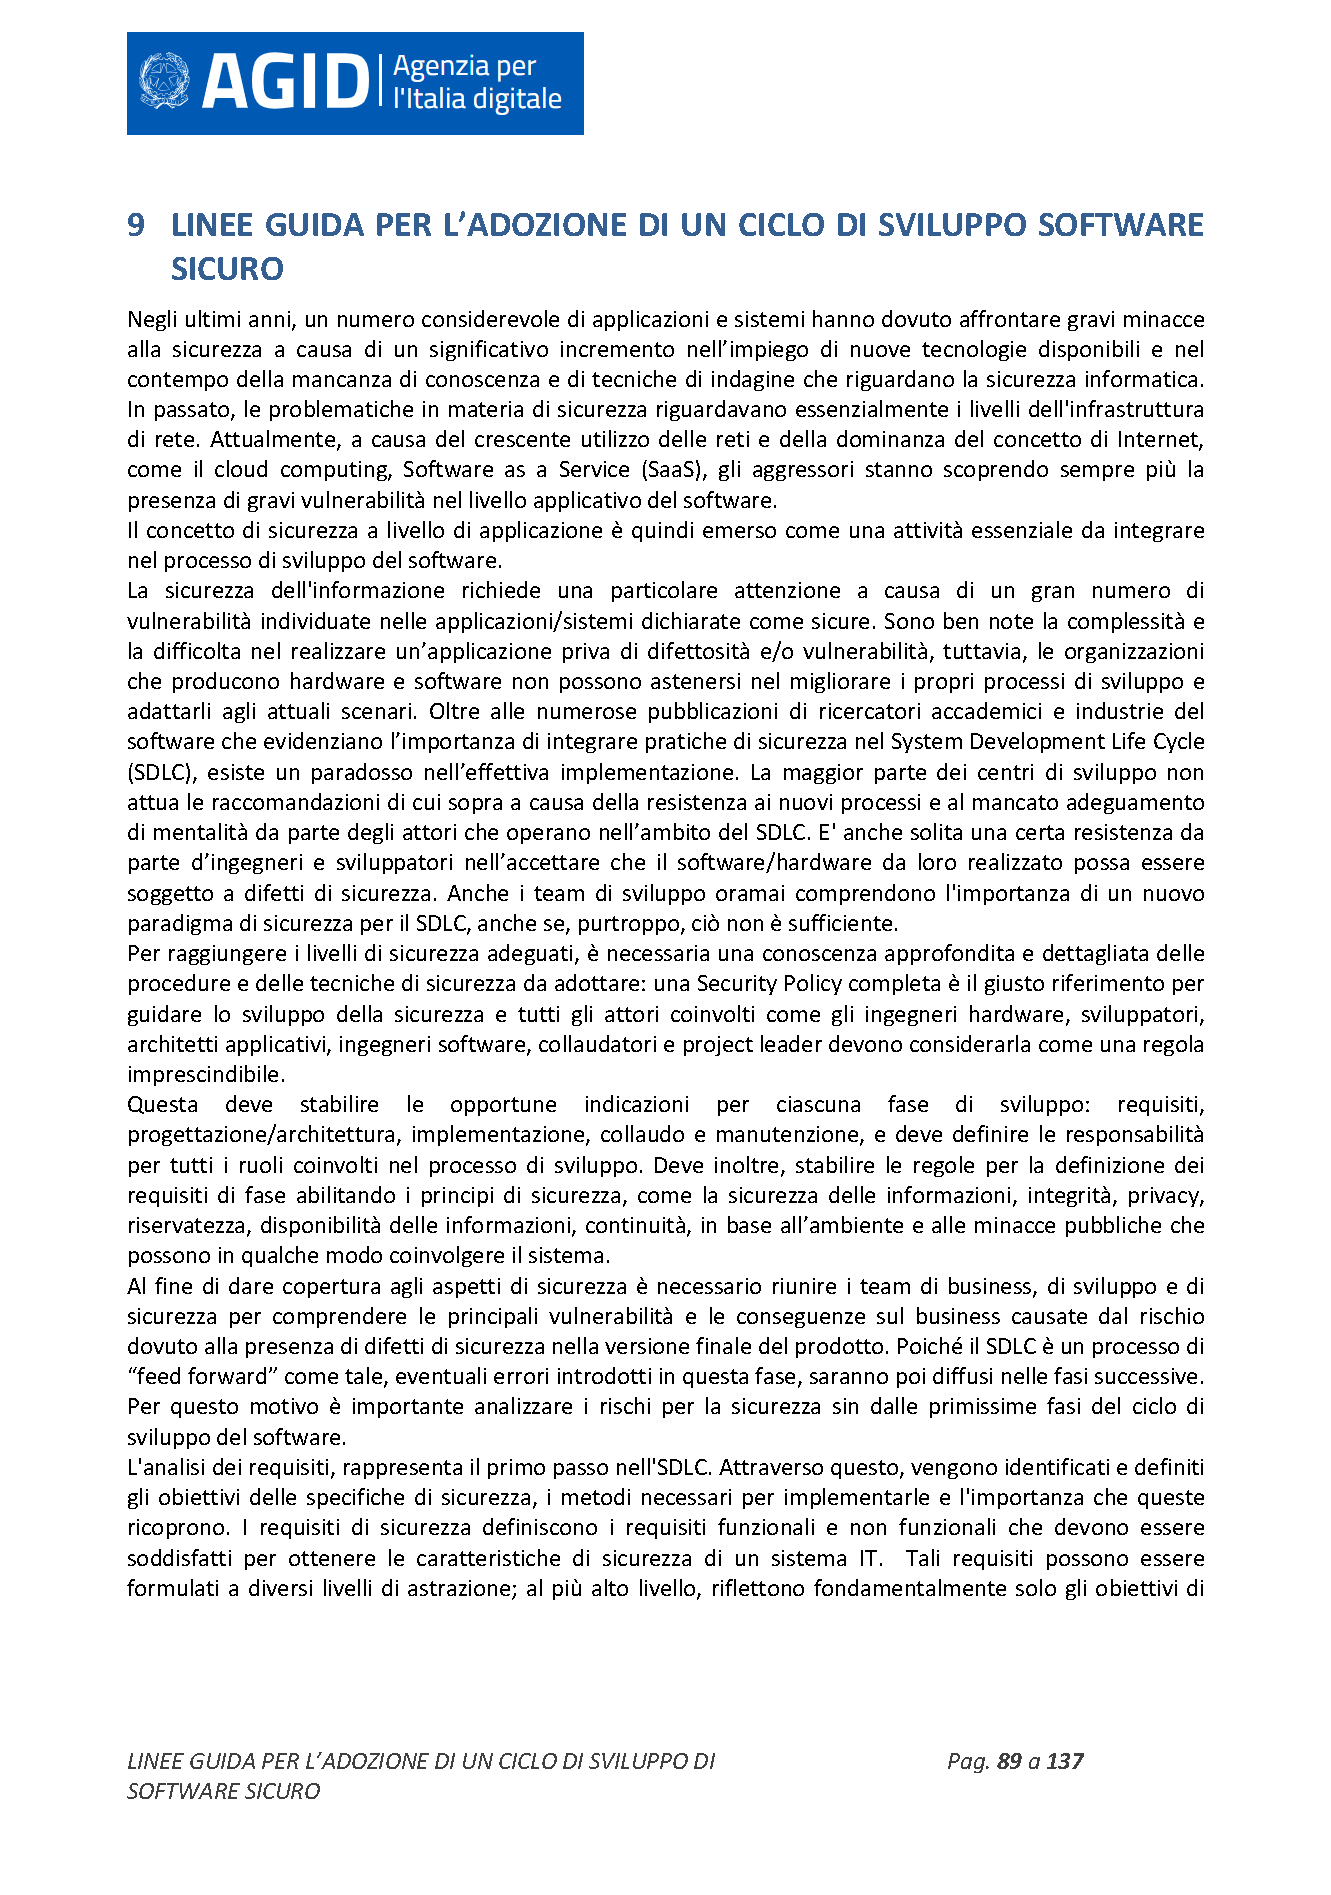 AGID Agenzia per
l'Italia digitale
9 LINEE GUIDA PER L’ADOZIONE DI UN CICLO DI SVILUPPO SOFTWARE
SICURO
Negli ultimi anni, un numero considerevole di applicazioni e sistemi hanno dovuto affrontare gravi minacce
alla sicurezza a causa di un significativo incremento nell’impiego di nuove tecnologie disponibili e nel
contempo della mancanza di conoscenza e di tecniche di indagine che riguardano la sicurezza informatica.
In passato, le problematiche in materia di sicurezza riguardavano essenzialmente i livelli dell'infrastruttura
di rete. Attualmente, a causa del crescente utilizzo delle reti e della dominanza del concetto di Internet,
come il cloud computing, Software as a Service (SaaS), gli aggressori stanno scoprendo sempre più la
presenza di gravi vulnerabilità nel livello applicativo del software.
Il concetto di sicurezza a livello di applicazione è quindi emerso come una attività essenziale da integrare
nel processo di sviluppo del software.
La sicurezza dell'informazione richiede una particolare attenzione a causa di un gran numero di
vulnerabilità individuate nelle applicazioni/sistemi dichiarate come sicure. Sono ben note la complessità e
la difficolta nel realizzare un’applicazione priva di difettosità e/o vulnerabilità, tuttavia, le organizzazioni
che producono hardware e software non possono astenersi nel migliorare i propri processi di sviluppo e
adattarli agli attuali scenari. Oltre alle numerose pubblicazioni di ricercatori accademici e industrie del
software che evidenziano l’importanza di integrare pratiche di sicurezza nel System Development Life Cycle
(SDLC), esiste un paradosso nell’effettiva implementazione. La maggior parte dei centri di sviluppo non
attua le raccomandazioni di cui sopra a causa della resistenza ai nuovi processi e al mancato adeguamento
di mentalità da parte degli attori che operano nell’ambito del SDLC. E' anche solita una certa resistenza da
parte d’ingegneri e sviluppatori nell’accettare che il software/hardware da loro realizzato possa essere
soggetto a difetti di sicurezza. Anche i team di sviluppo oramai comprendono l'importanza di un nuovo
paradigma di sicurezza per il SDLC, anche se, purtroppo, ciò non è sufficiente.
Per raggiungere i livelli di sicurezza adeguati, è necessaria una conoscenza approfondita e dettagliata delle
procedure e delle tecniche di sicurezza da adottare: una Security Policy completa è il giusto riferimento per
guidare lo sviluppo della sicurezza e tutti gli attori coinvolti come gli ingegneri hardware, sviluppatori,
architetti applicativi, ingegneri software, collaudatori e project leader devono considerarla come una regola
imprescindibile.
Questa deve stabilire le opportune indicazioni per ciascuna fase di sviluppo: requisiti,
progettazione/architettura, implementazione, collaudo e manutenzione, e deve definire le responsabilità
per tutti i ruoli coinvolti nel processo di sviluppo. Deve inoltre, stabilire le regole per la definizione dei
requisiti di fase abilitando i principi di sicurezza, come la sicurezza delle informazioni, integrità, privacy,
riservatezza, disponibilità delle informazioni, continuità, in base all’ambiente e alle minacce pubbliche che
possono in qualche modo coinvolgere il sistema.
Al fine di dare copertura agli aspetti di sicurezza è necessario riunire i team di business, di sviluppo e di
sicurezza per comprendere le principali vulnerabilità e le conseguenze sul business causate dal rischio
dovuto alla presenza di difetti di sicurezza nella versione finale del prodotto. Poiché il SDLC è un processo di
“feed forward” come tale, eventuali errori introdotti in questa fase, saranno poi diffusi nelle fasi successive.
Per questo motivo è importante analizzare i rischi per la sicurezza sin dalle primissime fasi del ciclo di
sviluppo del software.
L'analisi dei requisiti, rappresenta il primo passo nell'SDLC. Attraverso questo, vengono identificati e definiti
gli obiettivi delle specifiche di sicurezza, i metodi necessari per implementarle e l'importanza che queste
ricoprono. I requisiti di sicurezza definiscono i requisiti funzionali e non funzionali che devono essere
soddisfatti per ottenere le caratteristiche di sicurezza di un sistema IT. Tali requisiti possono essere
formulati a diversi livelli di astrazione; al più alto livello, riflettono fondamentalmente solo gli obiettivi di
LINEE GUIDA PER L’ADOZIONE DI UN CICLO DI SVILUPPO DI
SOFTWARE SICURO
Pag. 89 a 137